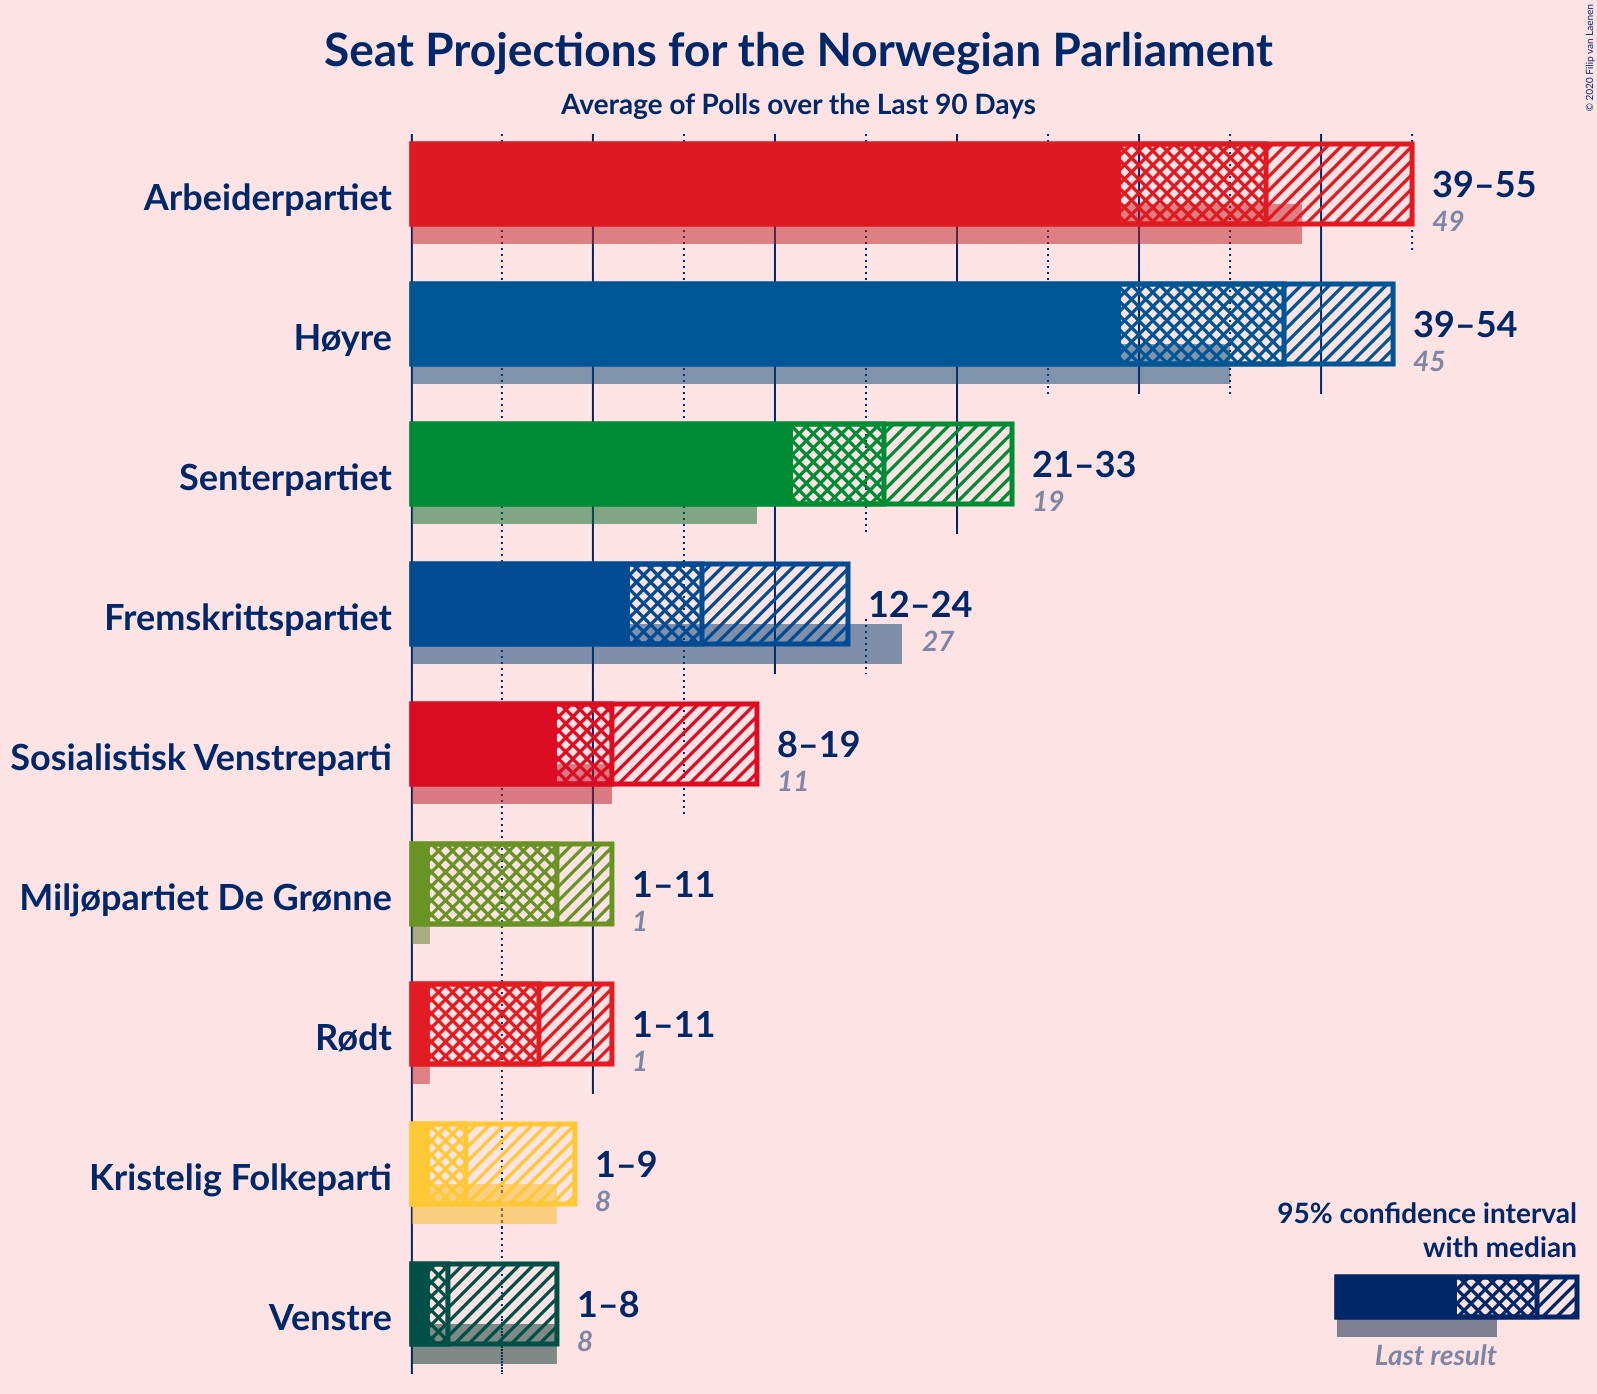 © 2020 Filip van Laenen
Seat Projections for the Norwegian Parliament
Average of Polls over the Last 90 Days
Arbeiderpartiet
39–55
49
Høyre
39–54
45
Senterpartiet
21–33
19
Fremskrittspartiet
12–24
27
Sosialistisk Venstreparti
8–19
11
Miljøpartiet De Grønne
1–11
1
Rødt
1–11
1
Kristelig Folkeparti
1–9
8
Venstre
1–8
8
95% confidence interval
with median
Last result